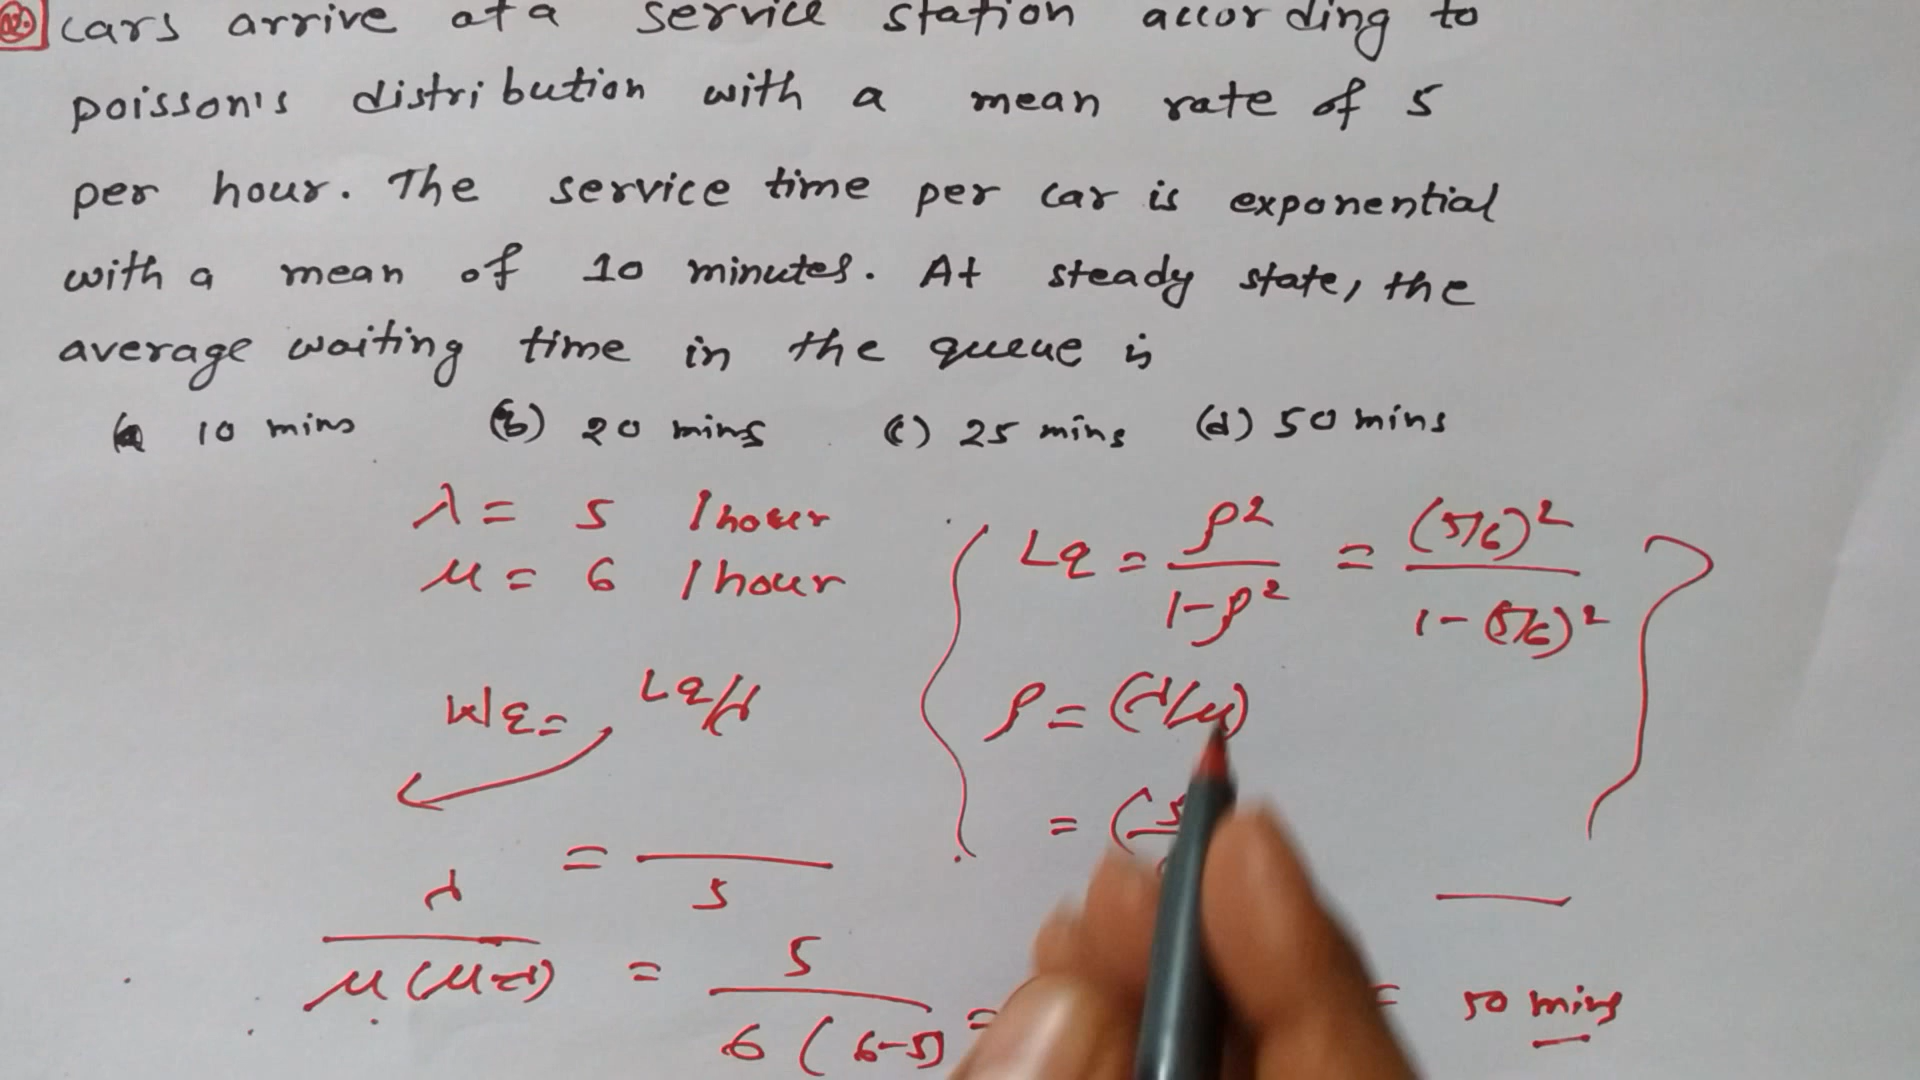 cars arrive at a service station according to
poisson's distribution with a mean rate of 5
per hour. The service time per car is exponential
with a mean of 10 minutes. At steady state, the
average waiting time in the queue is
10 mins (b) 20 mins (c) 25 mins (d) 50 mins
λ = 5 /hour
μ = 6 /hour
Lq = ρ² / 1-ρ² = (5/6)² / 1-(5/6)²
Wq = Lq/λ
ρ = (λ/μ)
= (5
= — / 5
λ / μ(μ-λ) = 5 / 6(6-5) =
= 50 mins